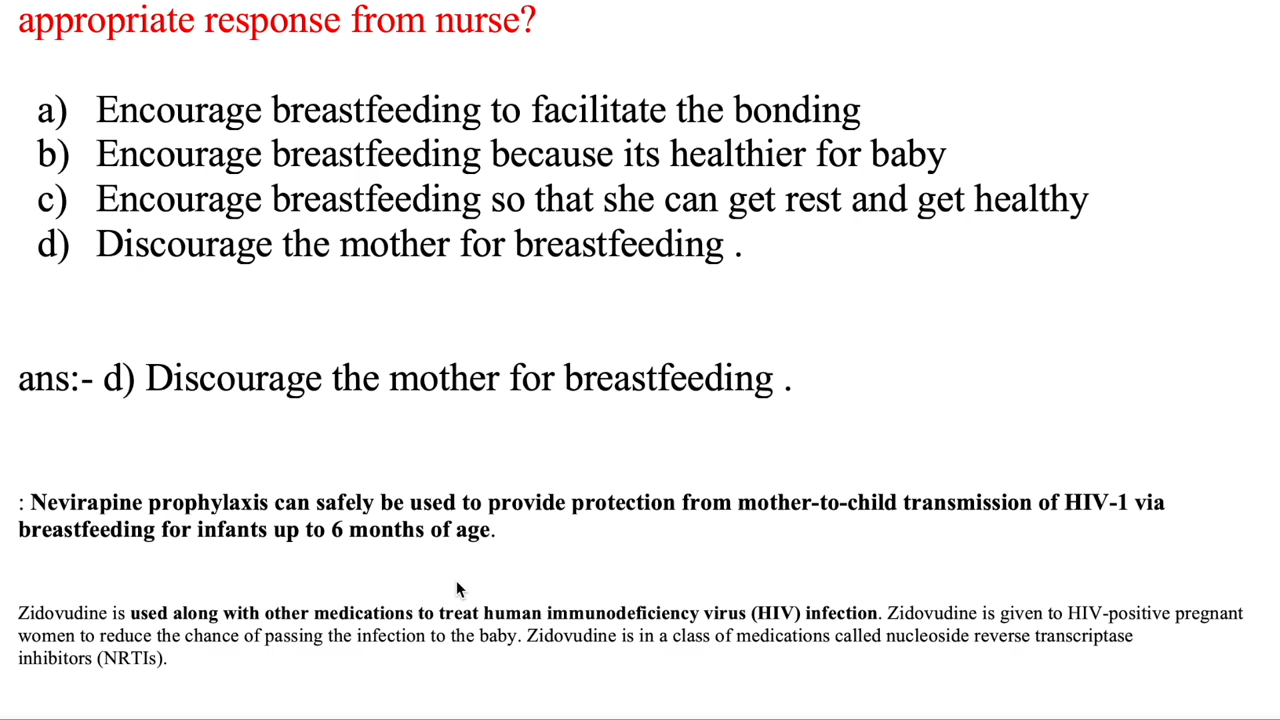 appropriate response from nurse?
a) Encourage breastfeeding to facilitate the bonding
b) Encourage breastfeeding because its healthier for baby
c) Encourage breastfeeding so that she can get rest and get healthy
d) Discourage the mother for breastfeeding .
ans:- d) Discourage the mother for breastfeeding .
: Nevirapine prophylaxis can safely be used to provide protection from mother-to-child transmission of HIV-1 via
breastfeeding for infants up to 6 months of age.
Zidovudine is used along with other medications to treat human immunodeficiency virus (HIV) infection. Zidovudine is given to HIV-positive pregnant
women to reduce the chance of passing the infection to the baby. Zidovudine is in a class of medications called nucleoside reverse transcriptase
inhibitors (NRTIs).